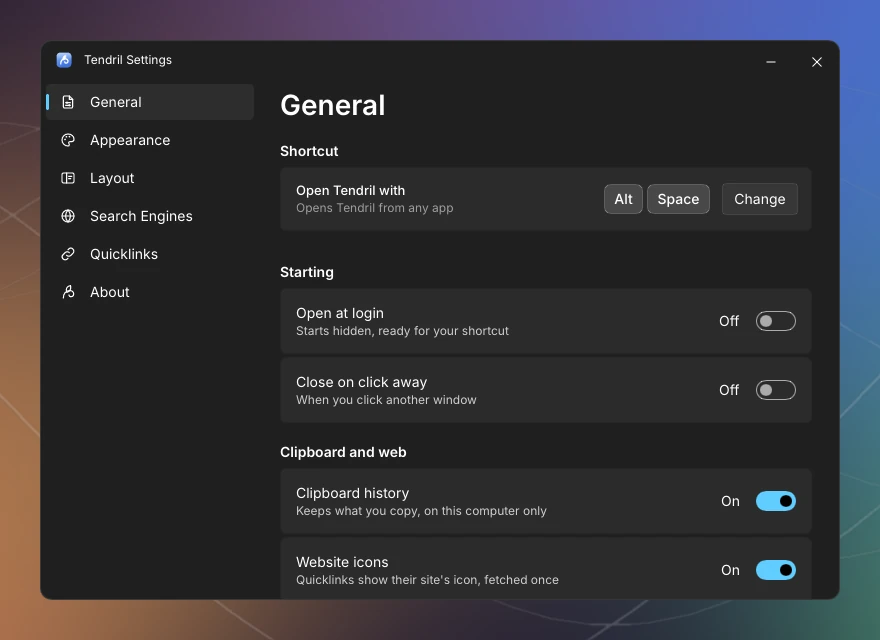 Tendril Settings
General
Appearance
Layout
Search Engines
Quicklinks
About
General
Shortcut
Open Tendril with
Opens Tendril from any app
Alt Space Change
Starting
Open at login
Starts hidden, ready for your shortcut
Off
Close on click away
When you click another window
Off
Clipboard and web
Clipboard history
Keeps what you copy, on this computer only
On
Website icons
Quicklinks show their site's icon, fetched once
On